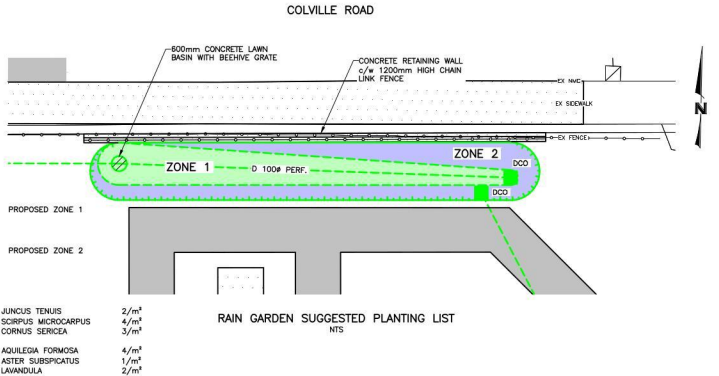 COLVILLE ROAD
600mm CONCRETE LAWN
BASIN WITH BEEHIVE GRATE
CONCRETE RETAINING WALL
c/w 1200mm HIGH CHAIN
LINK FENCE
EX SIDEWALK
N
EX FENCE
ZONE 1
ZONE 2
DCO
D 100ø PERF.
DCO
PROPOSED ZONE 1
PROPOSED ZONE 2
JUNCUS TENUIS 2/m²
SCIRPUS MICROCARPUS 4/m²
CORNUS SERICEA 3/m²
RAIN GARDEN SUGGESTED PLANTING LIST
NTS
AQUILEGIA FORMOSA 4/m²
ASTER SUBSPICATUS 1/m²
LAVANDULA 2/m²